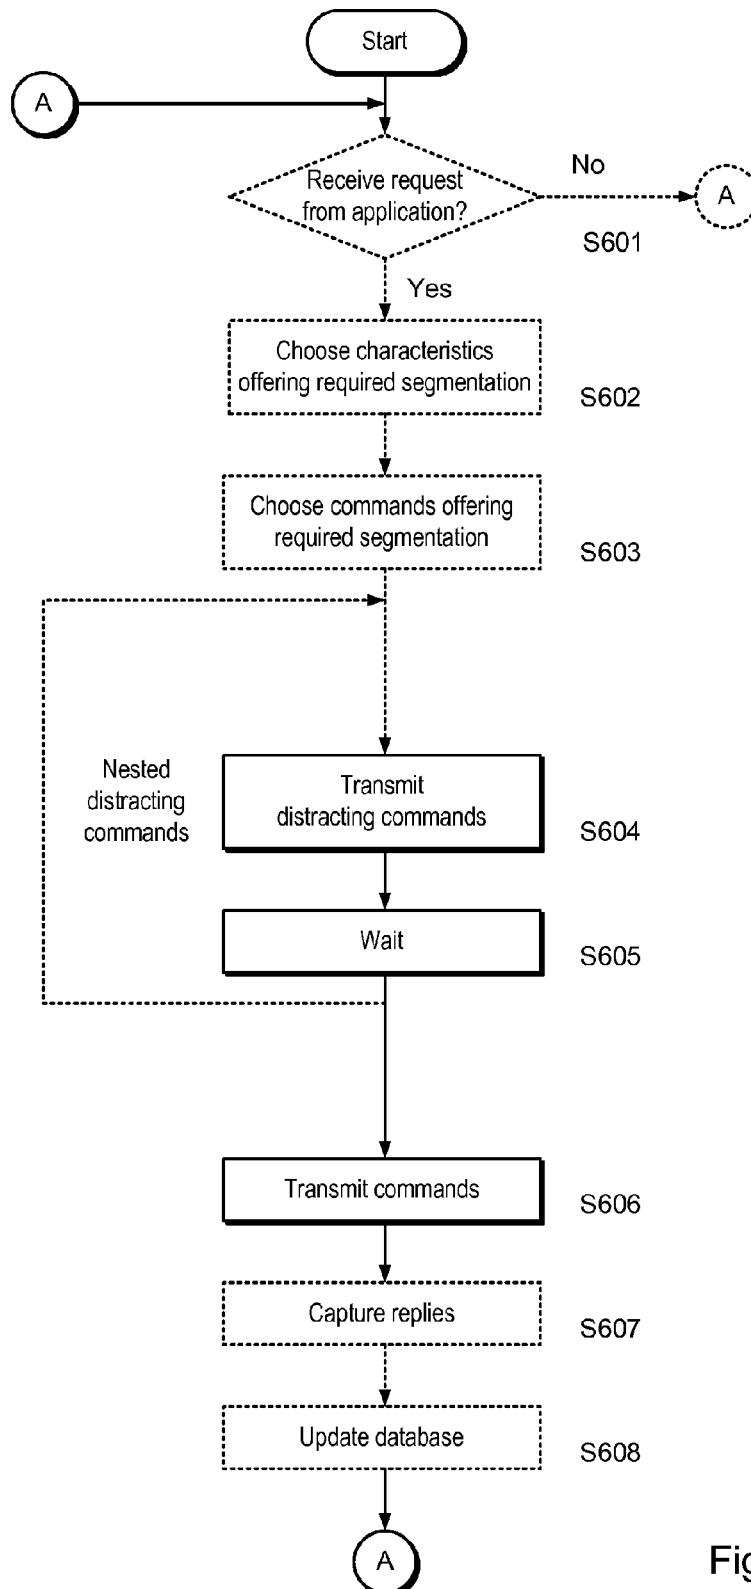 Start
A
Receive request
from application?
No
A
S601
Yes
Choose characteristics
offering required segmentation
S602
Choose commands offering
required segmentation
S603
Nested
distracting
commands
Transmit
distracting commands
S604
Wait
S605
Transmit commands
S606
Capture replies
S607
Update database
S608
A
Fig